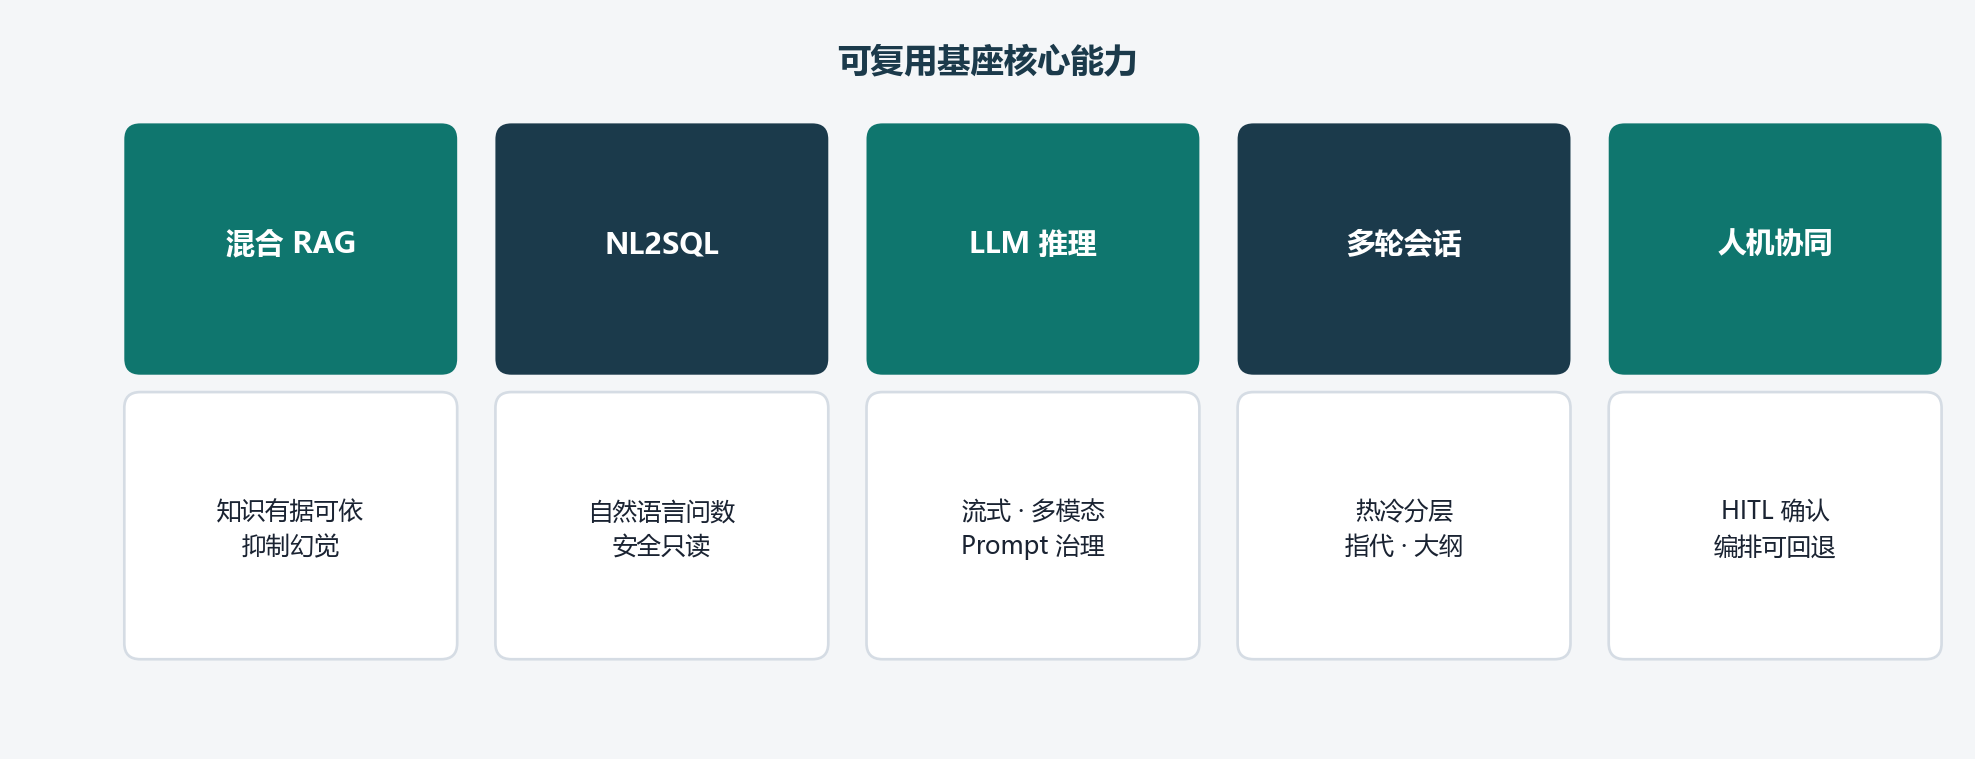 可复用基座核心能力
混合 RAG
NL2SQL
LLM 推理
多轮会话
人机协同
知识有据可依
抑制幻觉
自然语言问数
安全只读
流式 · 多模态
Prompt 治理
热冷分层
指代 · 大纲
HITL 确认
编排可回退